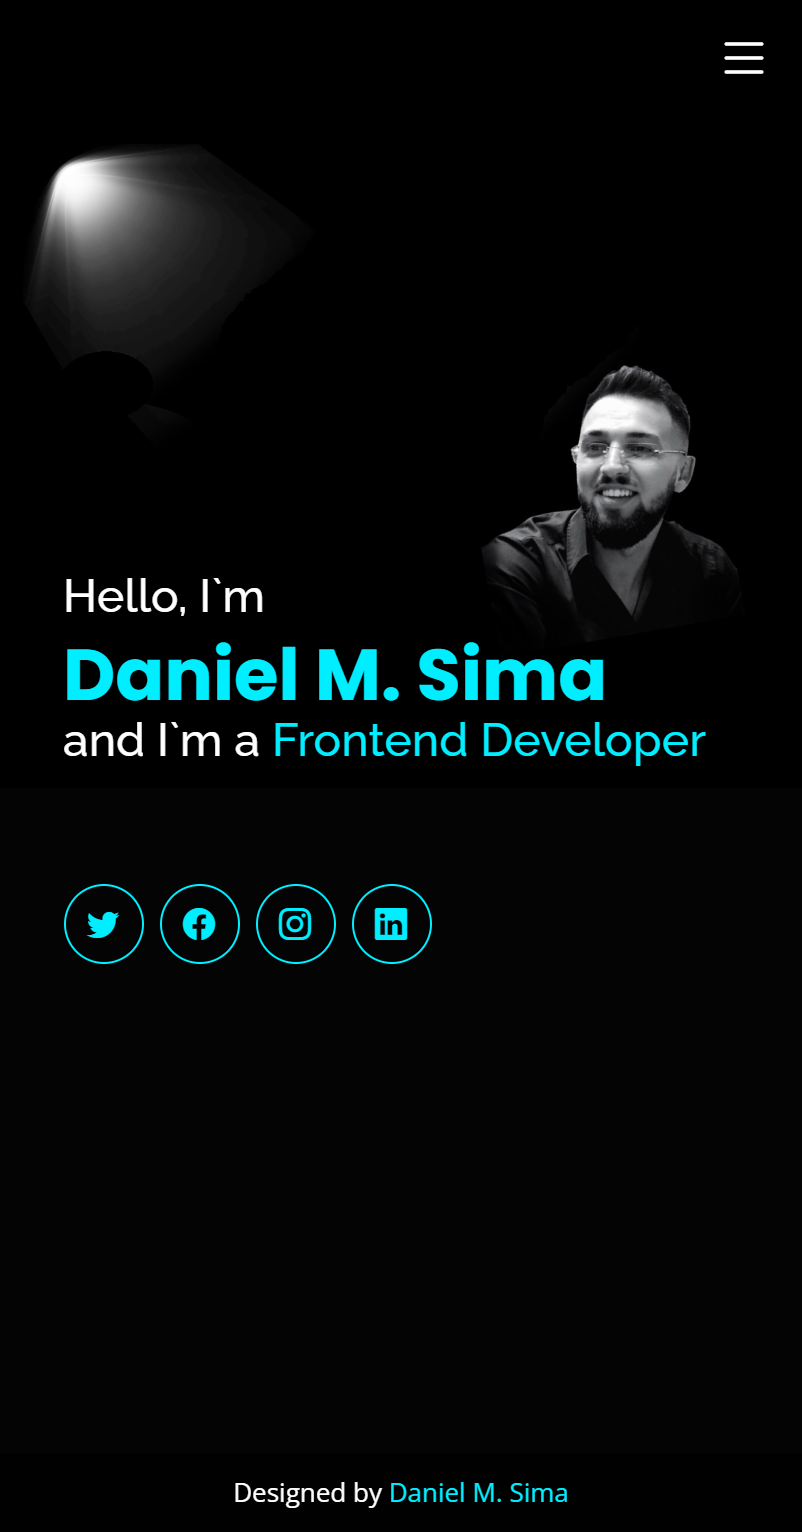 Hello, I`m
Daniel M. Sima
and I`m a Frontend Developer
Designed by Daniel M. Sima